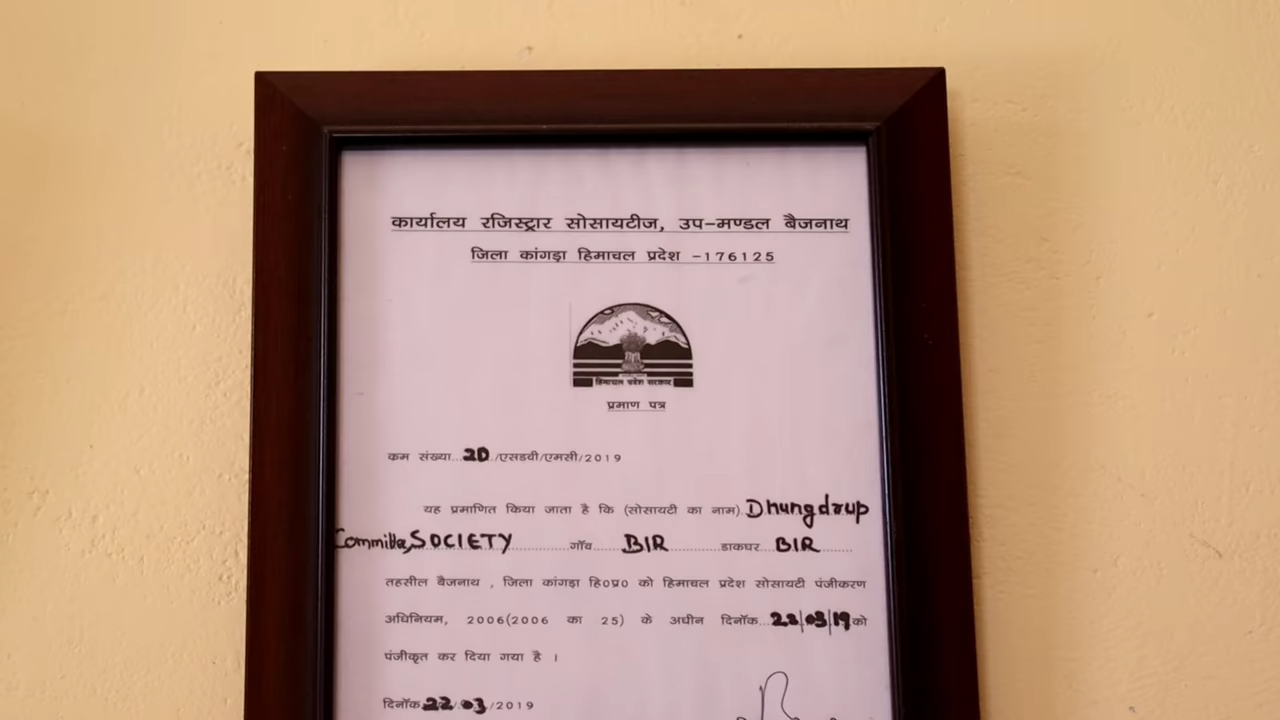 कार्यालय रजिस्ट्रार सोसायटीज, उप-मण्डल बैजनाथ
जिला कांगड़ा हिमाचल प्रदेश -176125
हिमाचल प्रदेश सरकार
प्रमाण पत्र
कम संख्या...20./एसडवी/एमसी/2019
यह प्रमाणित किया जाता है कि (सोसायटी का नाम) Dhungdrup
Committe, SOCIETY गॉव BIR डाकघर BIR
तहसील बैजनाथ , जिला कांगड़ा हि0प्र0 को हिमाचल प्रदेश सोसायटी पंजीकरण
अधिनियम, 2006(2006 का 25) के अधीन दिनॉक...22/03/19 को
पंजीकृत कर दिया गया है ।
दिनॉक 22/03/2019